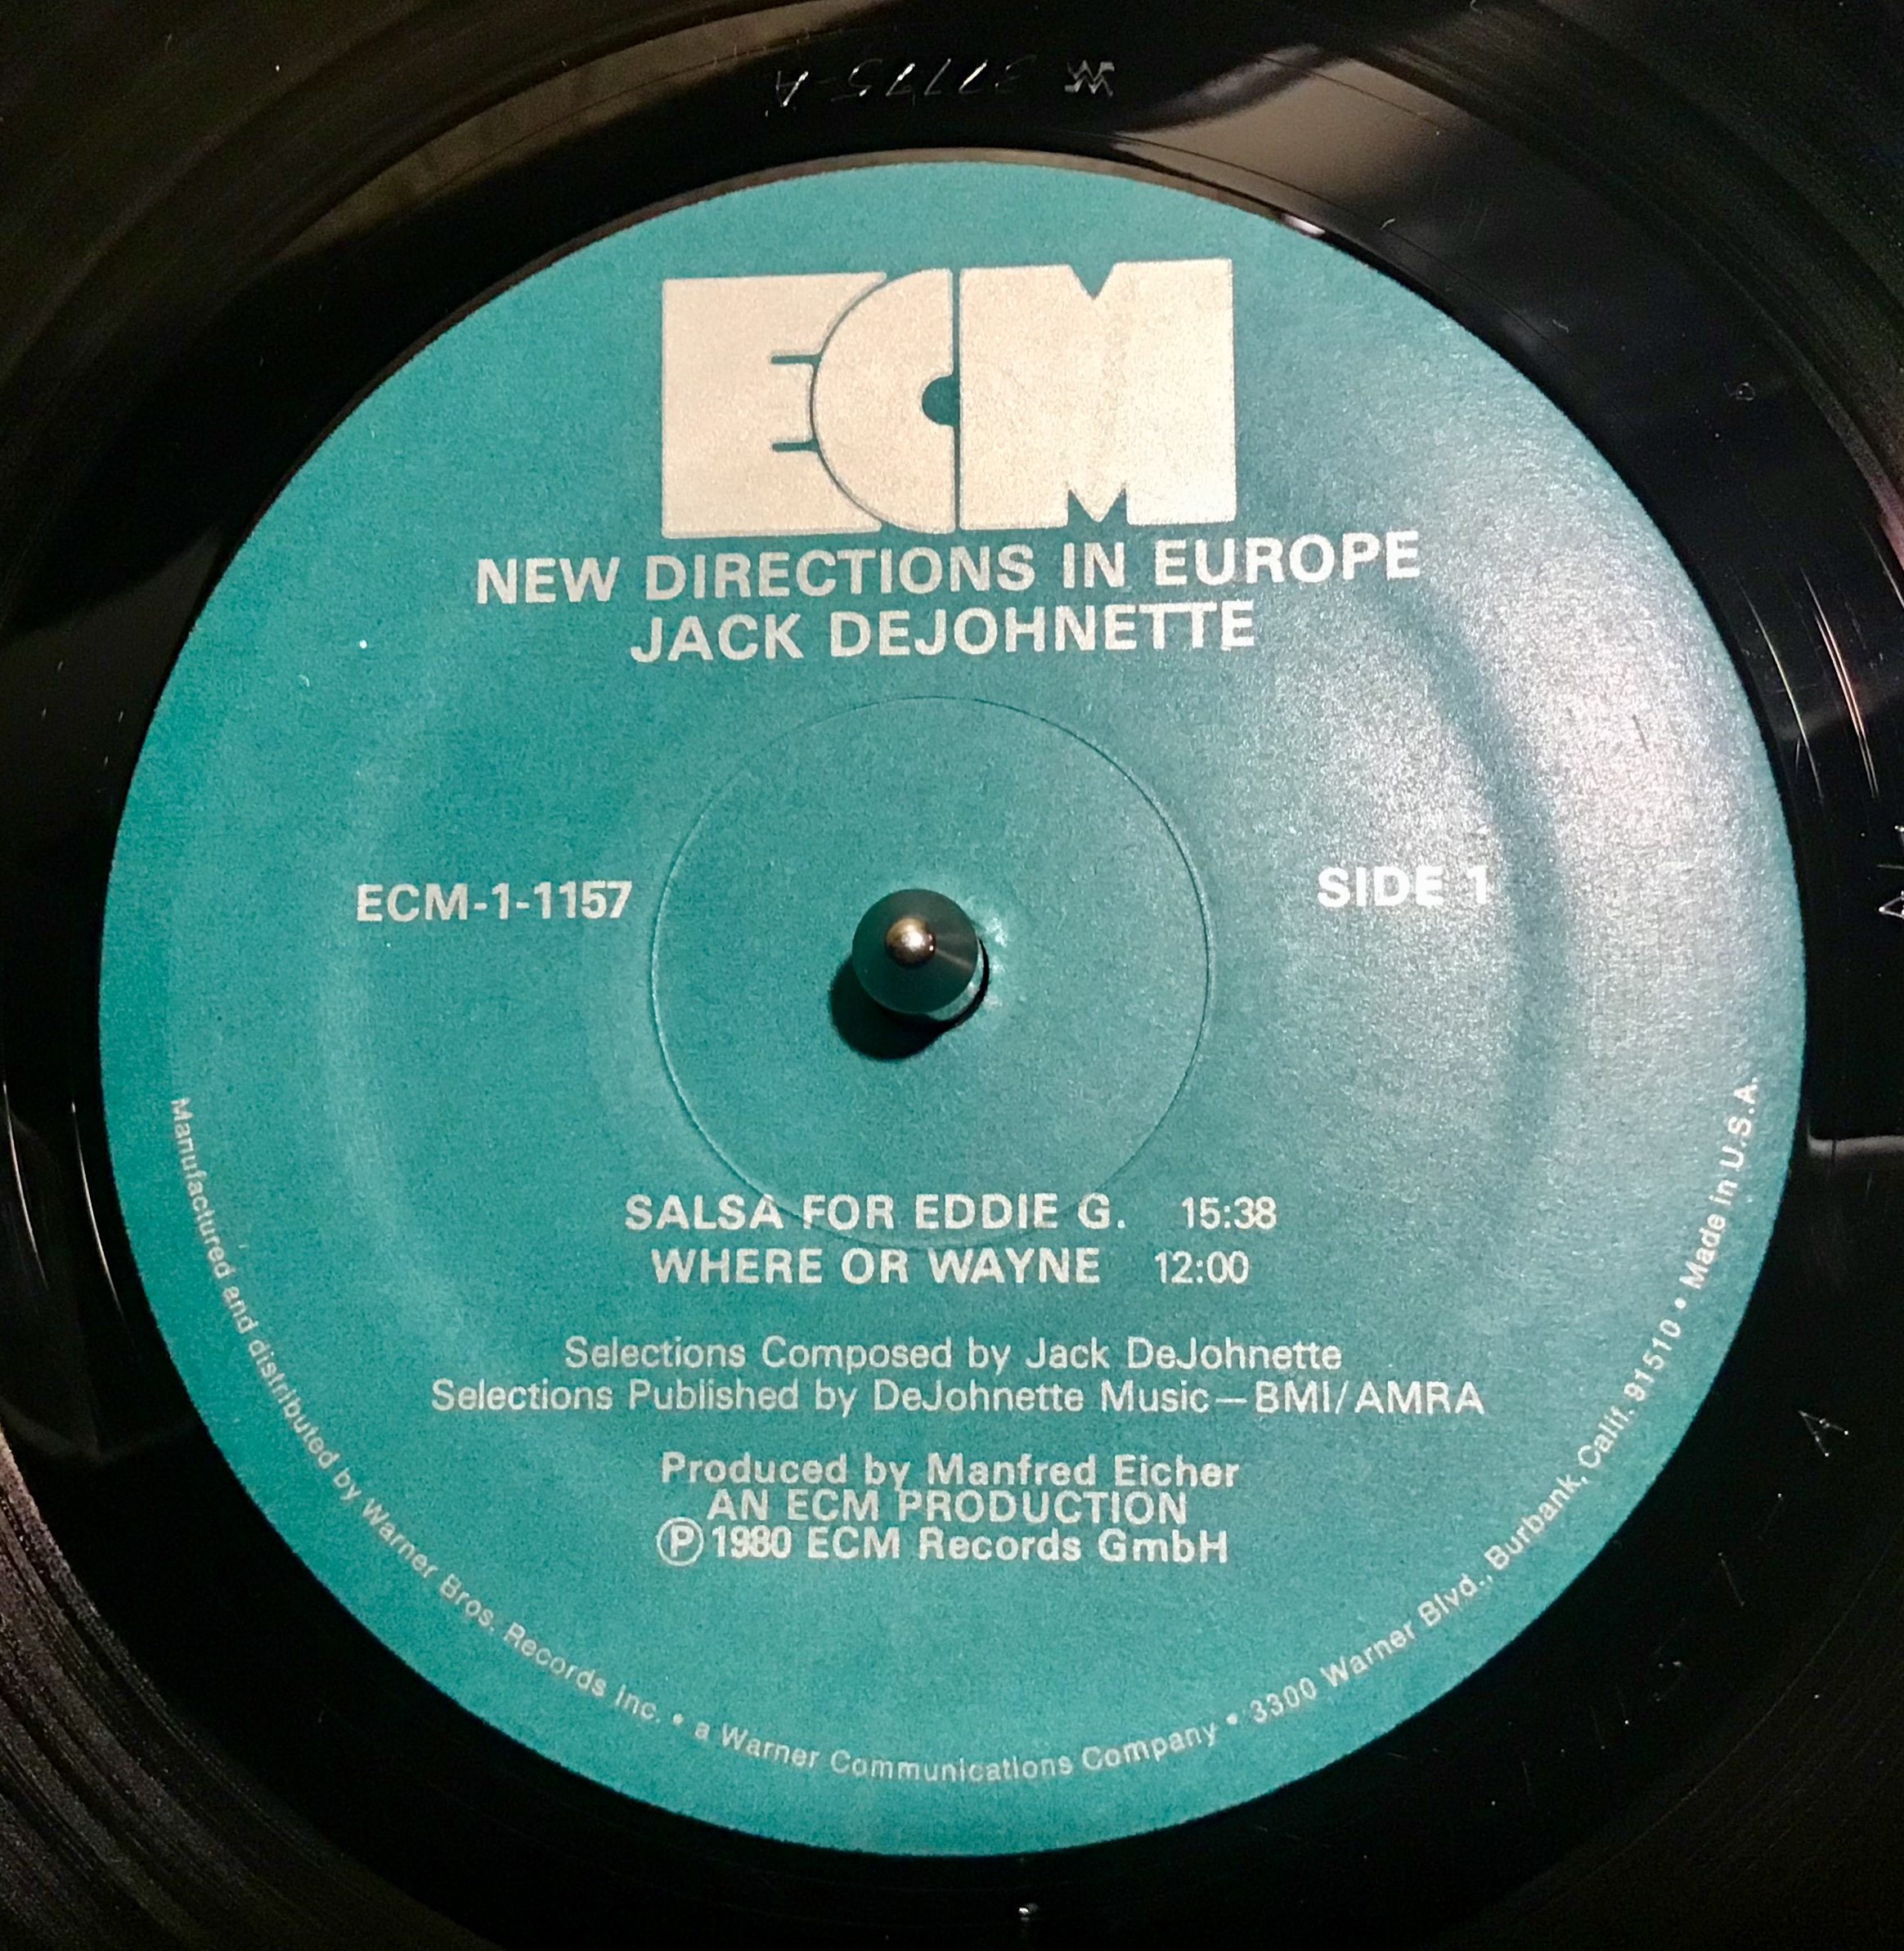 ECM
NEW DIRECTIONS IN EUROPE
JACK DEJOHNETTE
ECM-1-1157
SIDE 1
SALSA FOR EDDIE G. 15:38
WHERE OR WAYNE 12:00
Selections Composed by Jack DeJohnette
Selections Published by DeJohnette Music—BMI/AMRA
Produced by Manfred Eicher
AN ECM PRODUCTION
℗1980 ECM Records GmbH
Manufactured and distributed by Warner Bros. Records Inc. • a Warner Communications Company • 3300 Warner Blvd., Burbank, Calif. 91510 • Made in U.S.A.